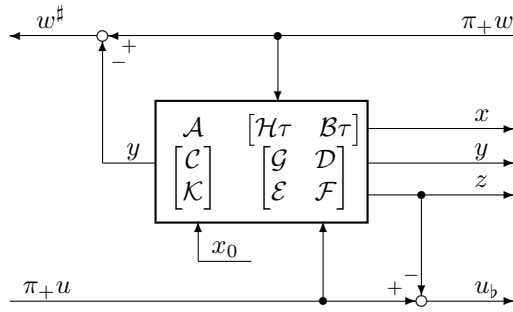 w♯ + π₊w
−
x
y 𝒜 [ℋτ ℬτ] y
[𝒞 𝒦] [𝒢 𝒟 ℰ ℱ] z
x₀ −
π₊u + u♭